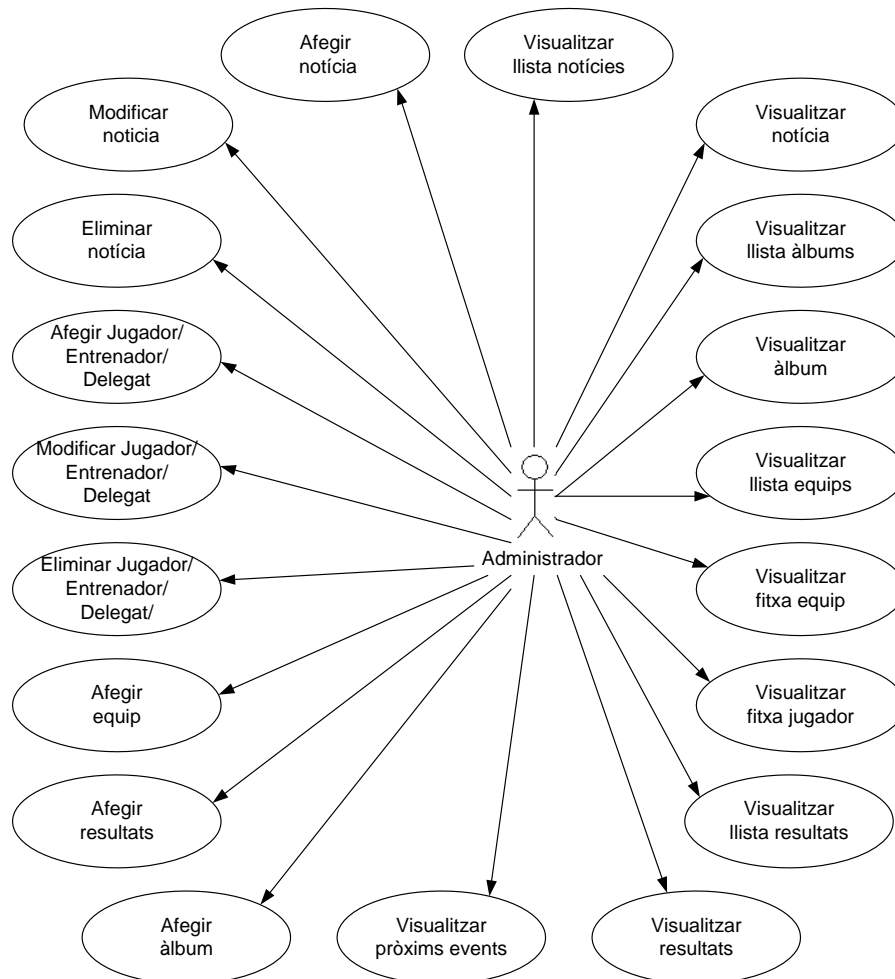 Afegir
notícia
Visualitzar
llista notícies
Modificar
noticia
Visualitzar
notícia
Eliminar
notícia
Visualitzar
llista àlbums
Afegir Jugador/
Entrenador/
Delegat
Visualitzar
àlbum
Modificar Jugador/
Entrenador/
Delegat
Visualitzar
llista equips
Administrador
Eliminar Jugador/
Entrenador/
Delegat/
Visualitzar
fitxa equip
Afegir
equip
Visualitzar
fitxa jugador
Afegir
resultats
Visualitzar
llista resultats
Afegir
àlbum
Visualitzar
pròxims events
Visualitzar
resultats